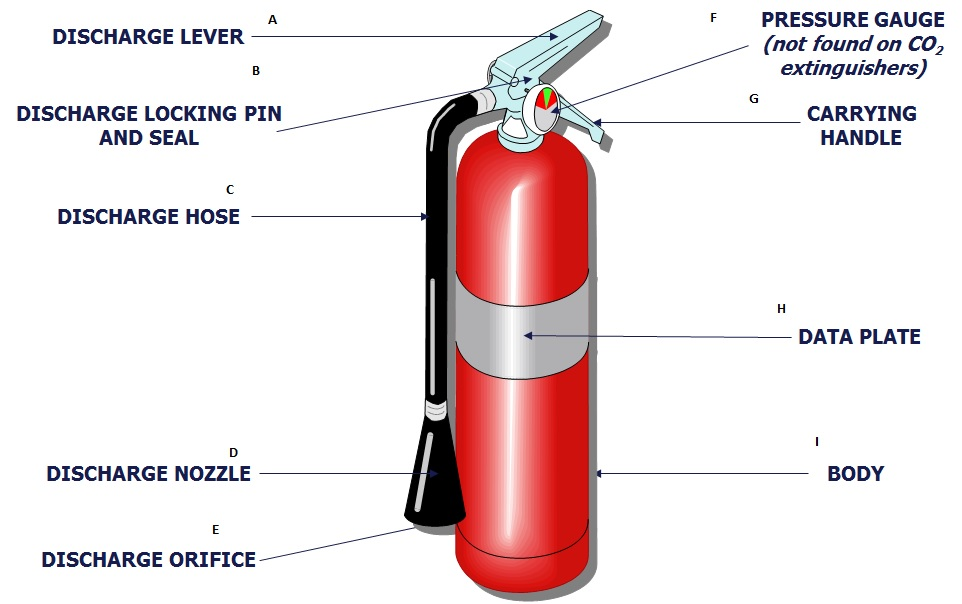 A
DISCHARGE LEVER
B
DISCHARGE LOCKING PIN
AND SEAL
C
DISCHARGE HOSE
D
DISCHARGE NOZZLE
E
DISCHARGE ORIFICE
F
PRESSURE GAUGE
(not found on CO₂
extinguishers)
G
CARRYING
HANDLE
H
DATA PLATE
I
BODY